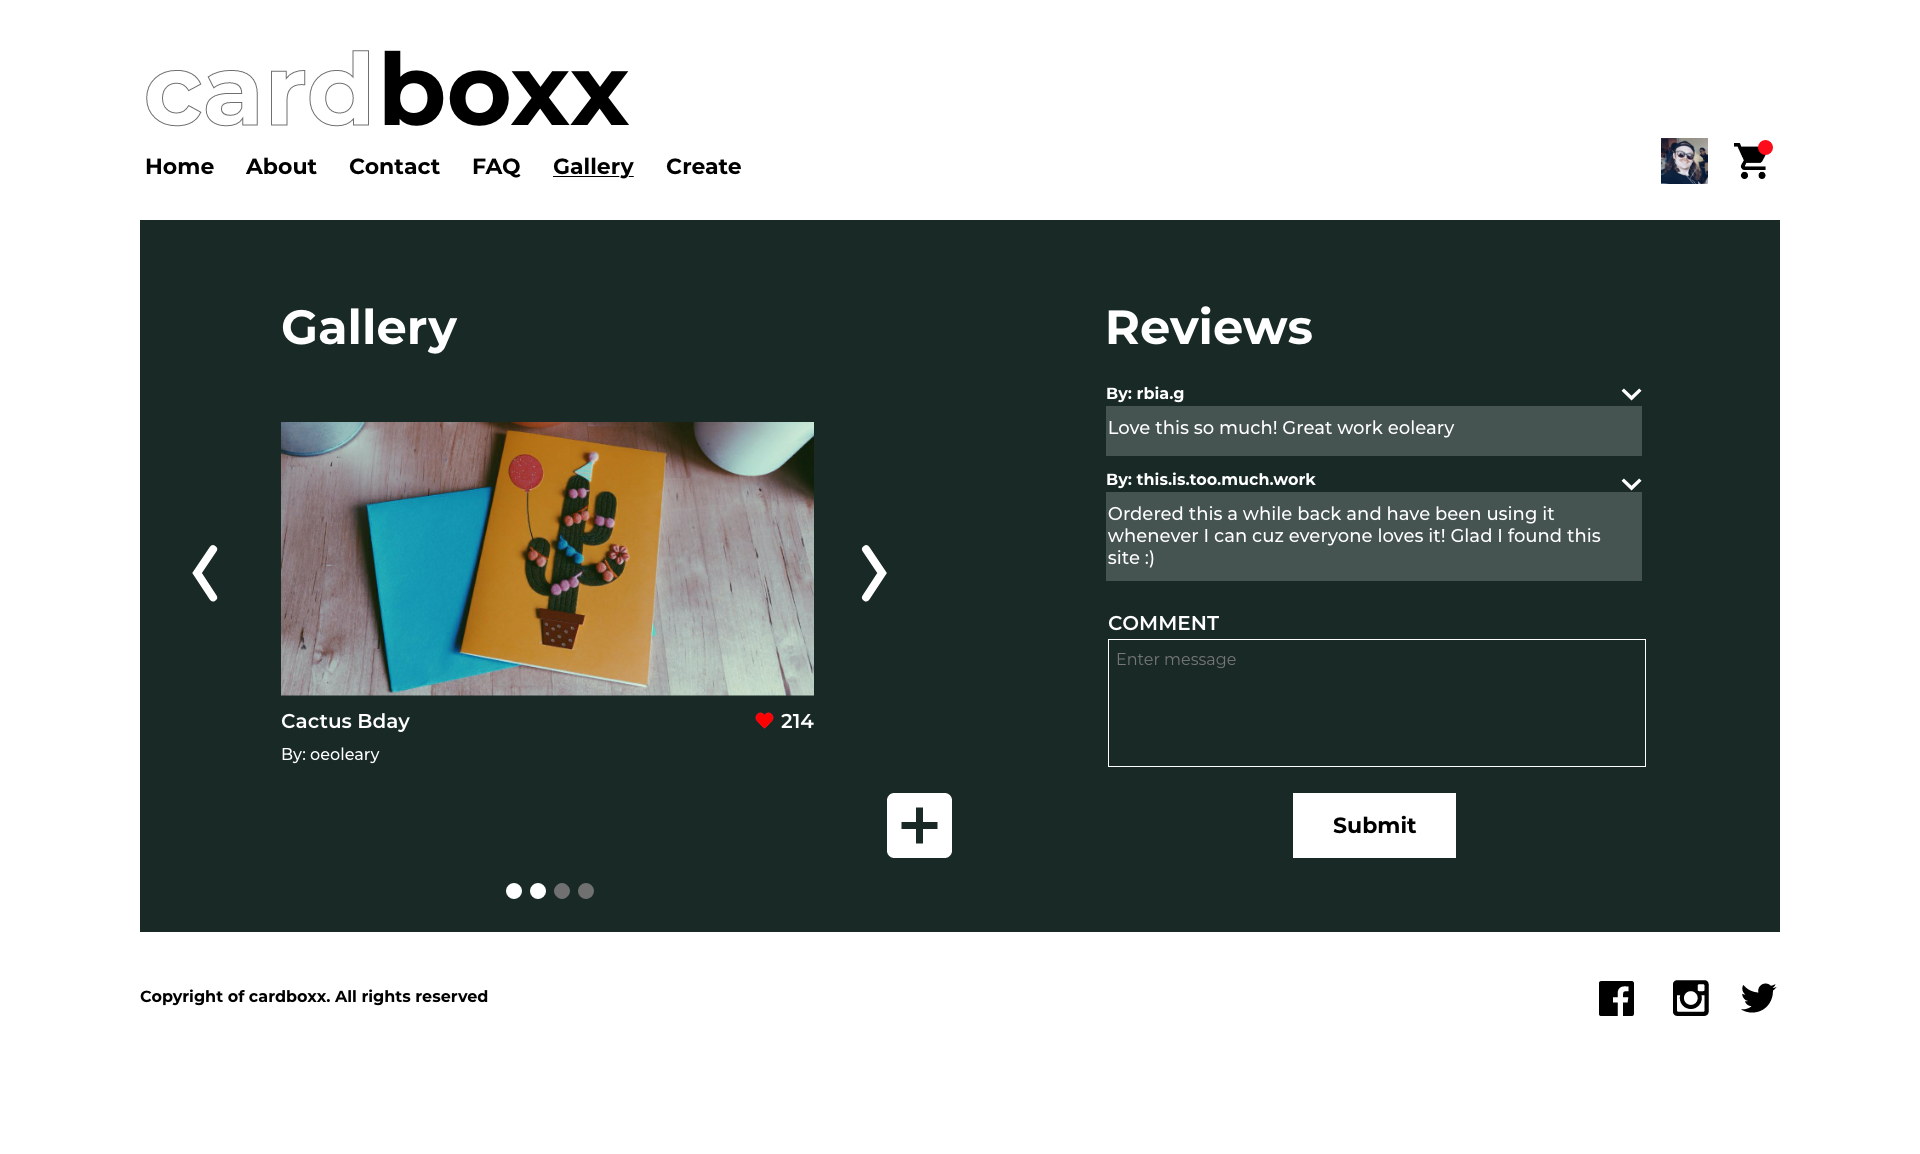 cardboxx
Home About Contact FAQ Gallery Create
Gallery
Cactus Bday
214
By: oeoleary
Reviews
By: rbia.g
Love this so much! Great work eoleary
By: this.is.too.much.work
Ordered this a while back and have been using it
whenever I can cuz everyone loves it! Glad I found this
site :)
COMMENT
Enter message
Submit
Copyright of cardboxx. All rights reserved